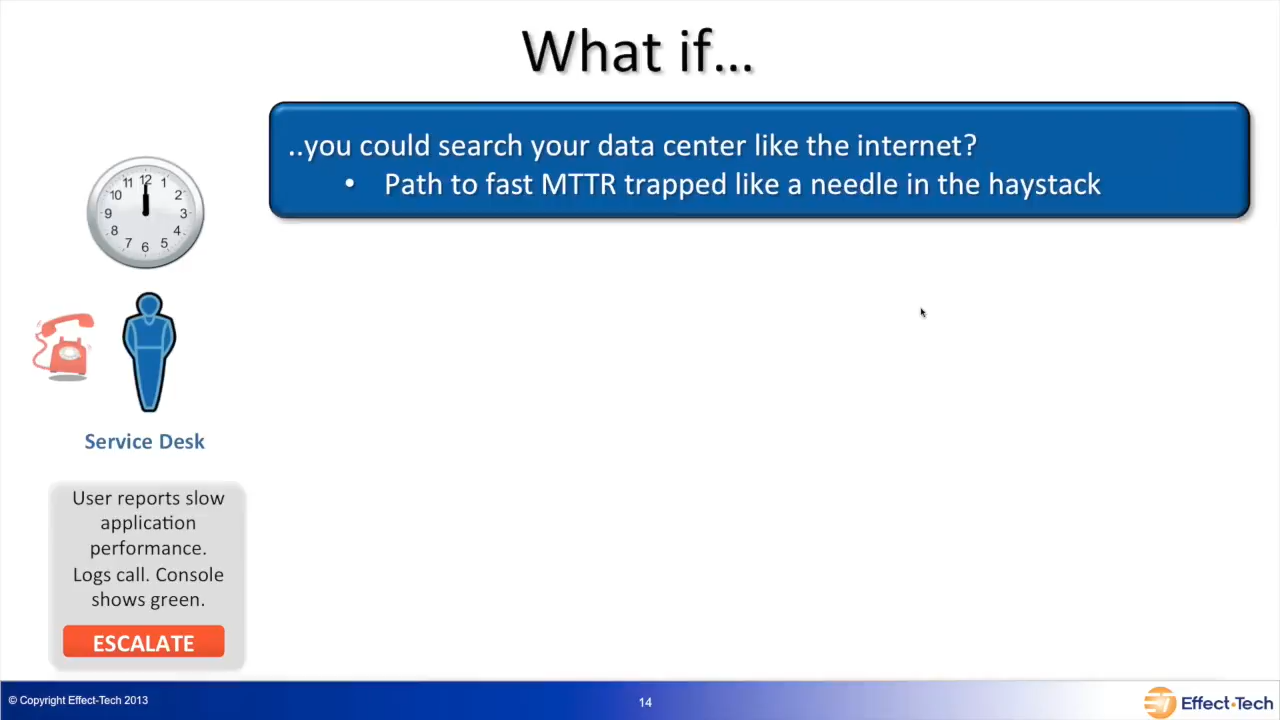 What if...
..you could search your data center like the internet?
• Path to fast MTTR trapped like a needle in the haystack
12
1
2
3
4
5
6
7
8
9
10
11
Service Desk
User reports slow
application
performance.
Logs call. Console
shows green.
ESCALATE
© Copyright Effect-Tech 2013
14
Effect•Tech